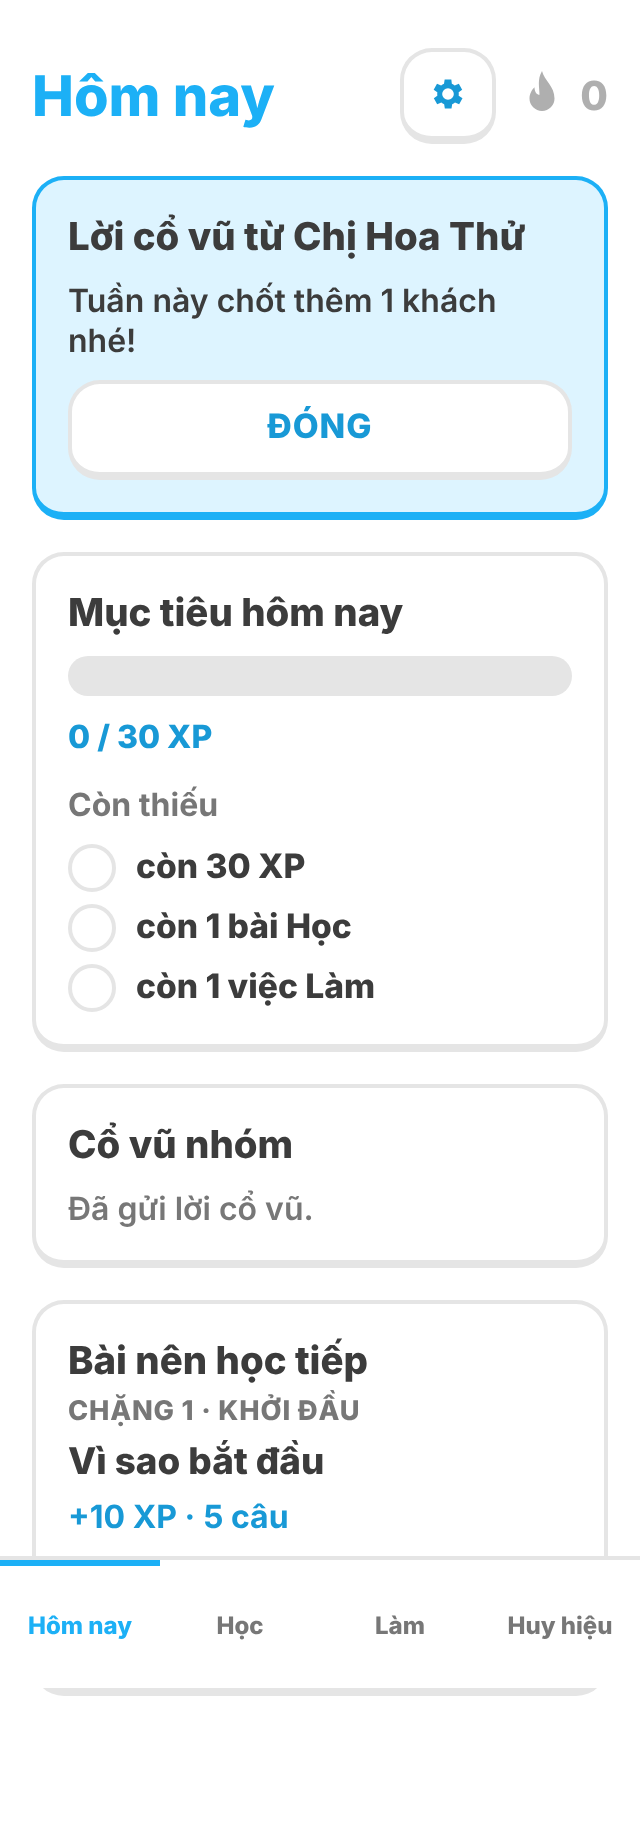 Hôm nay
0
Lời cổ vũ từ Chị Hoa Thử
Tuần này chốt thêm 1 khách
nhé!
ĐÓNG
Mục tiêu hôm nay
0 / 30 XP
Còn thiếu
còn 30 XP
còn 1 bài Học
còn 1 việc Làm
Cổ vũ nhóm
Đã gửi lời cổ vũ.
Bài nên học tiếp
CHẶNG 1 · KHỞI ĐẦU
Vì sao bắt đầu
+10 XP · 5 câu
Hôm nay
Học
Làm
Huy hiệu